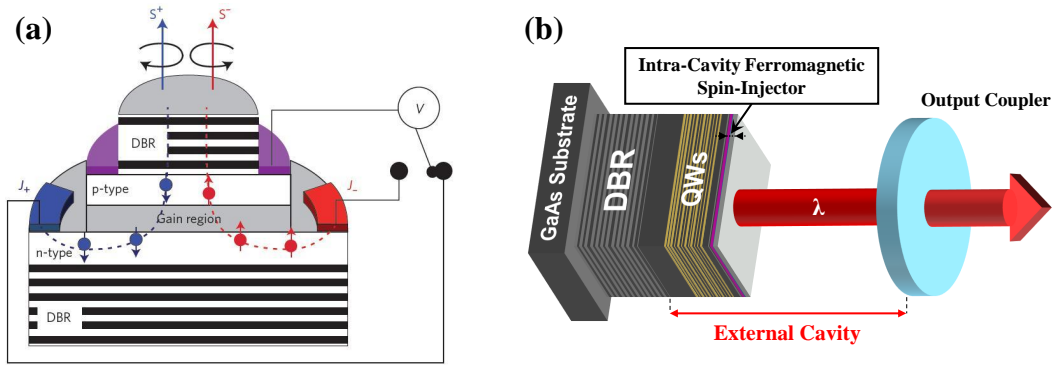 (a)
S⁺ S⁻
V
DBR
J₊
J₋
p-type
Gain region
n-type
DBR
(b)
Intra-Cavity Ferromagnetic
Spin-Injector
Output Coupler
GaAs Substrate
DBR
QWs
λ
External Cavity